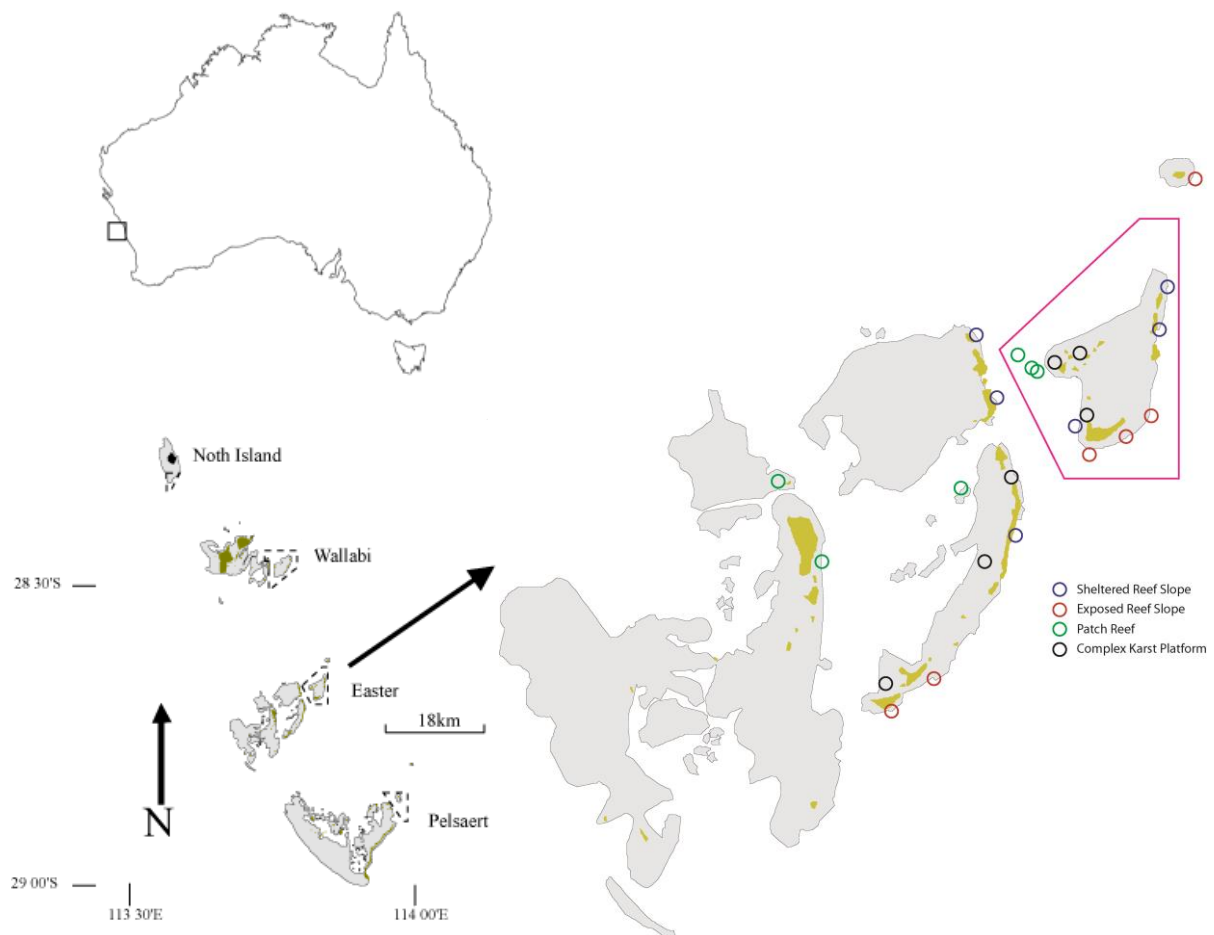 Noth Island
Wallabi
28 30'S
Easter
18km
N
Pelsaert
29 00'S
113 30'E
114 00'E
Sheltered Reef Slope
Exposed Reef Slope
Patch Reef
Complex Karst Platform